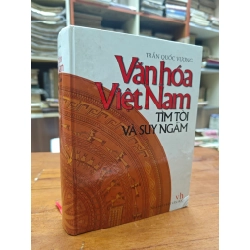 TRẦN QUỐC VƯỢNG
Văn hóa
Việt Nam
TÌM TÒI
VÀ SUY NGẪM